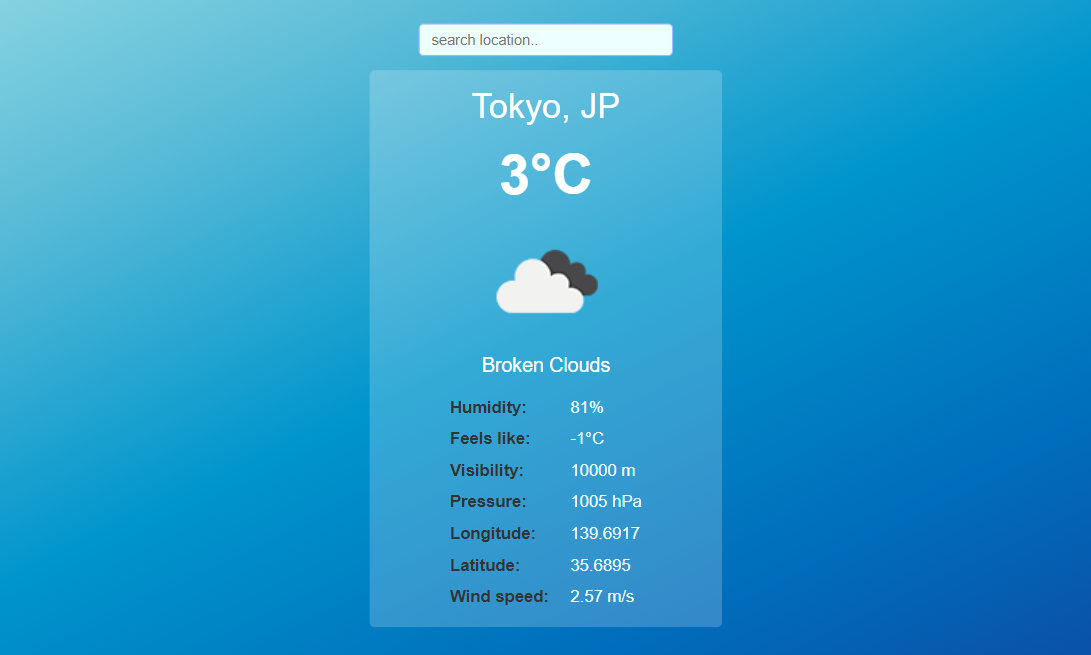 search location..
Tokyo, JP
3°C
Broken Clouds
Humidity: 81%
Feels like: -1°C
Visibility: 10000 m
Pressure: 1005 hPa
Longitude: 139.6917
Latitude: 35.6895
Wind speed: 2.57 m/s